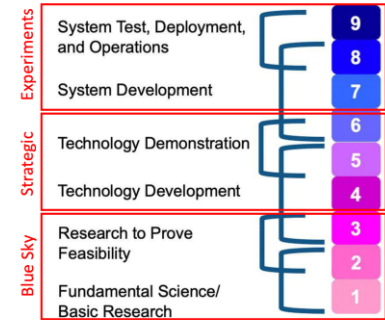 Experiments
System Test, Deployment,
and Operations
System Development
9
8
7
Strategic
Technology Demonstration
Technology Development
6
5
4
Blue Sky
Research to Prove
Feasibility
Fundamental Science/
Basic Research
3
2
1